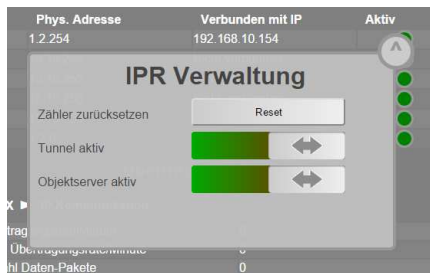 Phys. Adresse Verbunden mit IP Aktiv
1.2.254 192.168.10.154
IPR Verwaltung
Zähler zurücksetzen Reset
Tunnel aktiv
Objektserver aktiv
X
trag
Übertragungsrate/Minute 0
hl Daten-Pakete 0